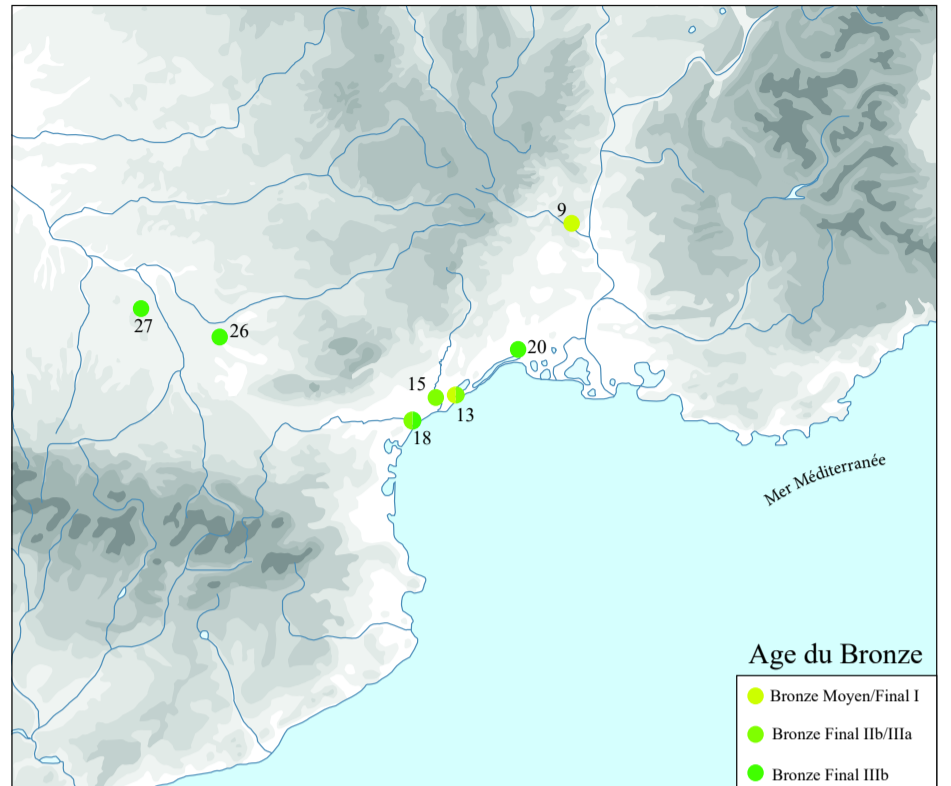 9
27
26
20
15
13
18
Mer Méditerranée
Age du Bronze
Bronze Moyen/Final I
Bronze Final IIb/IIIa
Bronze Final IIIb